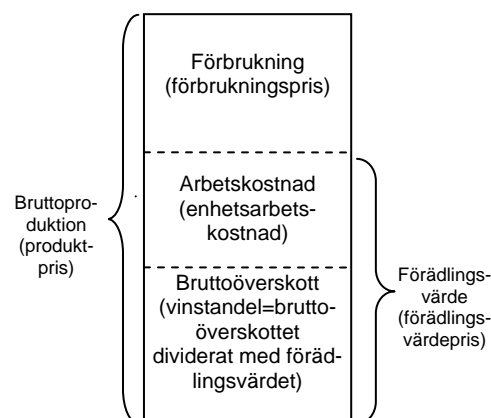 Förbrukning
(förbrukningspris)
Arbetskostnad
(enhetsarbets-
kostnad)
Bruttoöverskott
(vinstandel=brutto-
överskottet
dividerat med föräd-
lingsvärdet)
Bruttopro-
duktion
(produkt-
pris)
Förädlings-
värde
(förädlings-
värdepris)